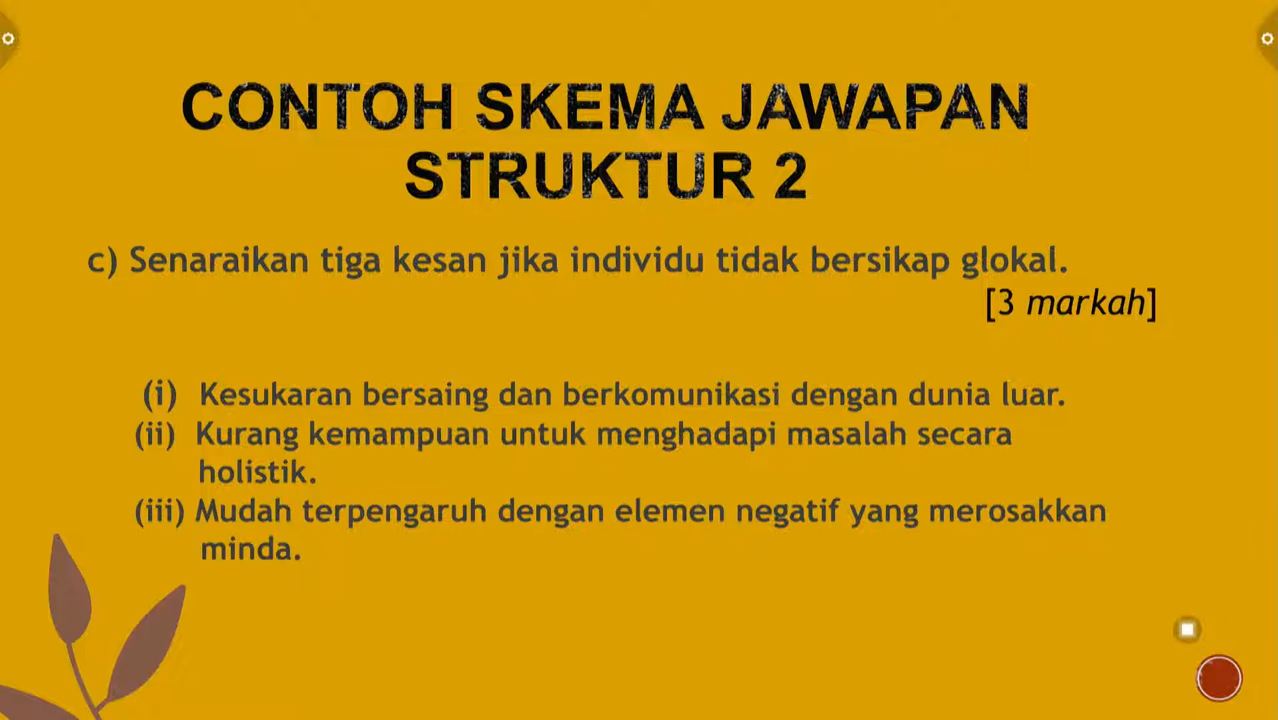 CONTOH SKEMA JAWAPAN
STRUKTUR 2
c) Senaraikan tiga kesan jika individu tidak bersikap glokal.
[3 markah]
(i) Kesukaran bersaing dan berkomunikasi dengan dunia luar.
(ii) Kurang kemampuan untuk menghadapi masalah secara
holistik.
(iii) Mudah terpengaruh dengan elemen negatif yang merosakkan
minda.